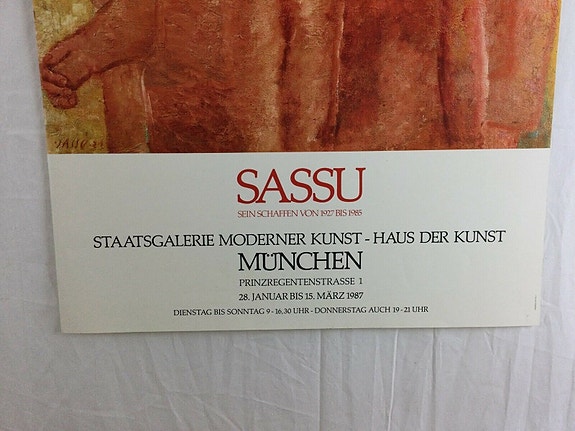 SASSU
SASSU
SEIN SCHAFFEN VON 1927 BIS 1985
STAATSGALERIE MODERNER KUNST - HAUS DER KUNST
MÜNCHEN
PRINZREGENTENSTRASSE 1
28. JANUAR BIS 15. MÄRZ 1987
DIENSTAG BIS SONNTAG 9 - 16.30 UHR - DONNERSTAG AUCH 19 - 21 UHR